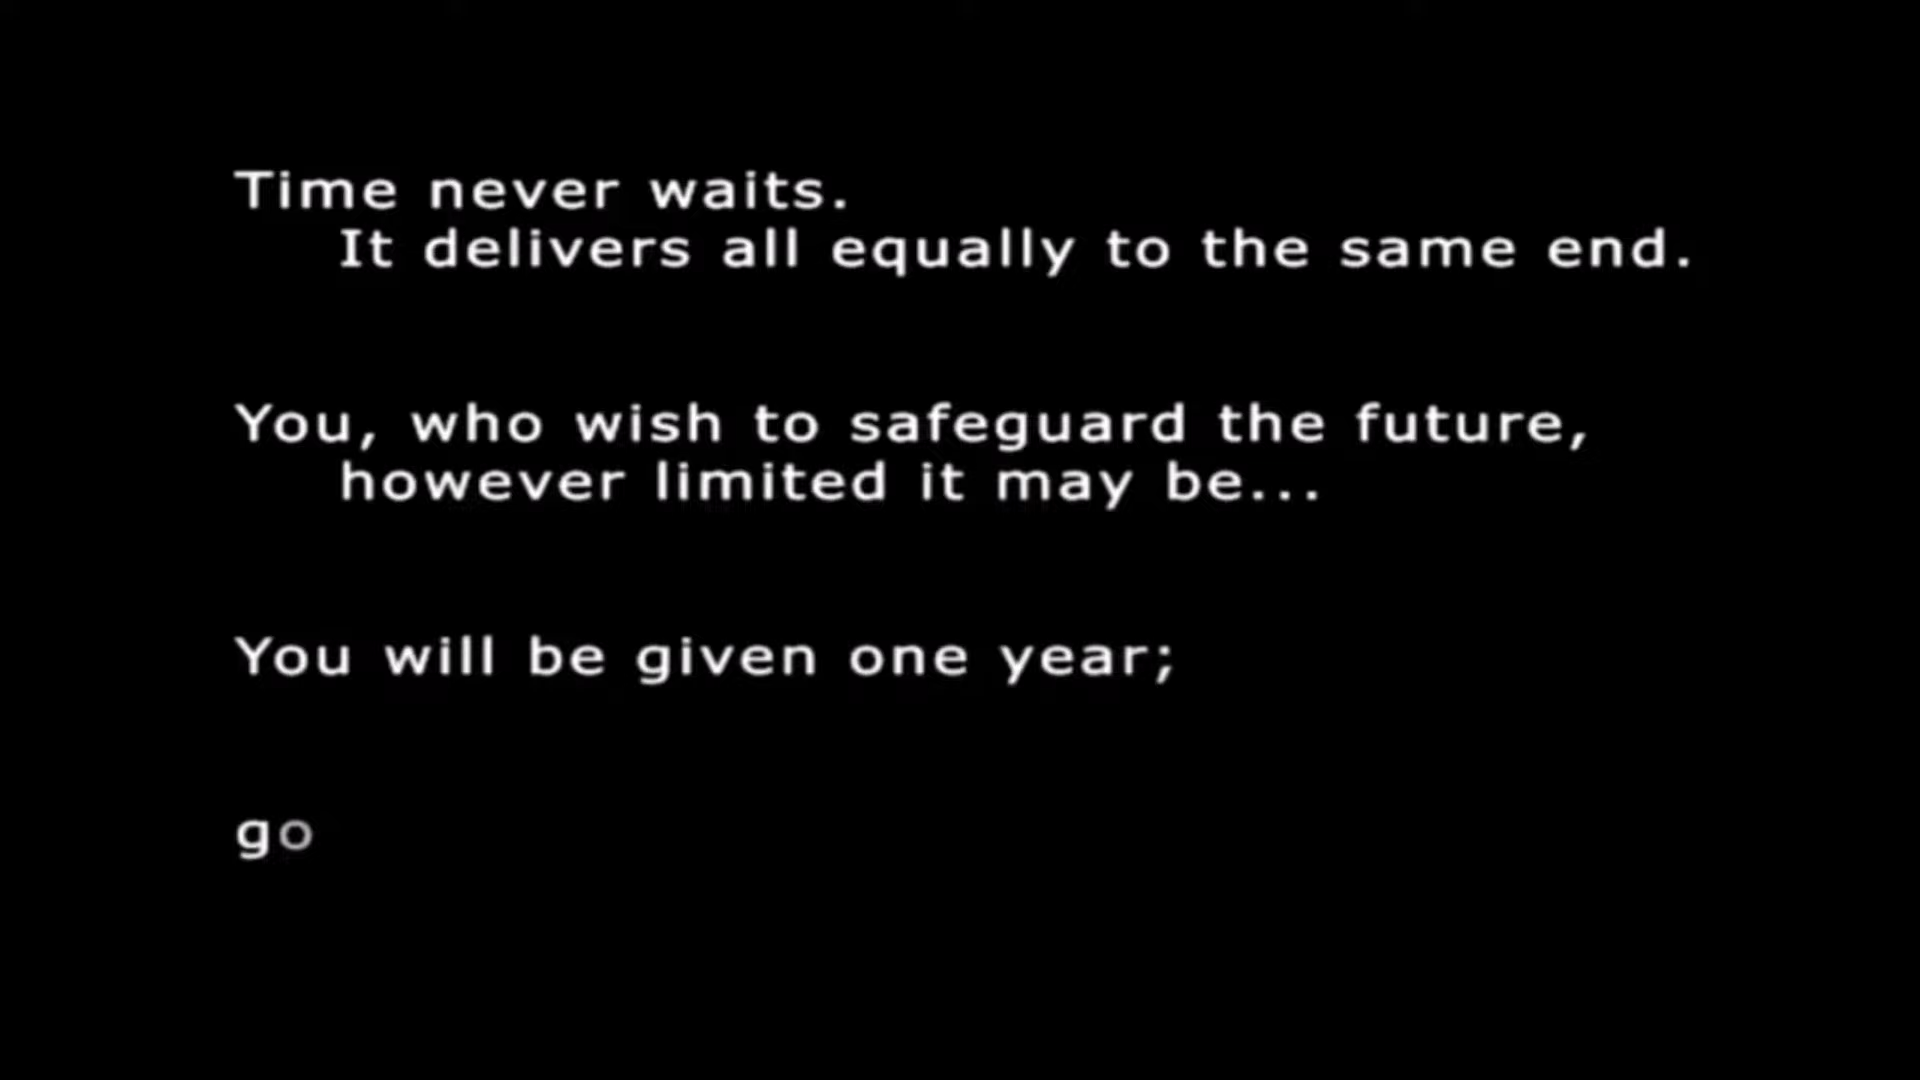 Time never waits.
It delivers all equally to the same end.
You, who wish to safeguard the future,
however limited it may be...
You will be given one year;
go